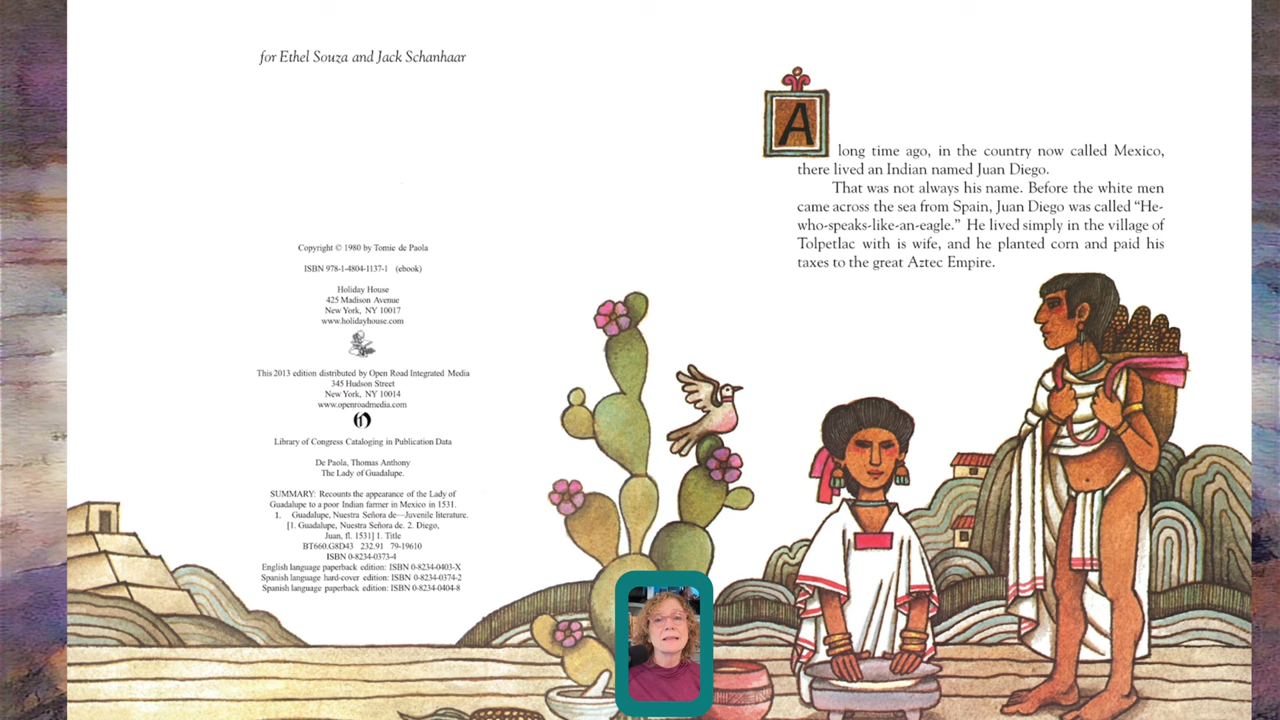 for Ethel Souza and Jack Schanhaar
Copyright © 1980 by Tomie de Paola
ISBN 978-1-4804-1137-1 (ebook)
Holiday House
425 Madison Avenue
New York, NY 10017
www.holidayhouse.com
This 2013 edition distributed by Open Road Integrated Media
345 Hudson Street
New York, NY 10014
www.openroadmedia.com
Library of Congress Cataloging in Publication Data
De Paola, Thomas Anthony
The Lady of Guadalupe.
SUMMARY: Recounts the appearance of the Lady of
Guadalupe to a poor Indian farmer in Mexico in 1531.
1. Guadalupe, Nuestra Señora de—Juvenile literature.
[1. Guadalupe, Nuestra Señora de. 2. Diego,
Juan, fl. 1531] 1. Title
BT660.G8D43 232.91 79-19610
ISBN 0-8234-0373-4
English language paperback edition: ISBN 0-8234-0403-X
Spanish language hard-cover edition: ISBN 0-8234-0374-2
Spanish language paperback edition: ISBN 0-8234-0404-8
A long time ago, in the country now called Mexico,
there lived an Indian named Juan Diego.
That was not always his name. Before the white men
came across the sea from Spain, Juan Diego was called “He-
who-speaks-like-an-eagle.” He lived simply in the village of
Tolpetlac with is wife, and he planted corn and paid his
taxes to the great Aztec Empire.